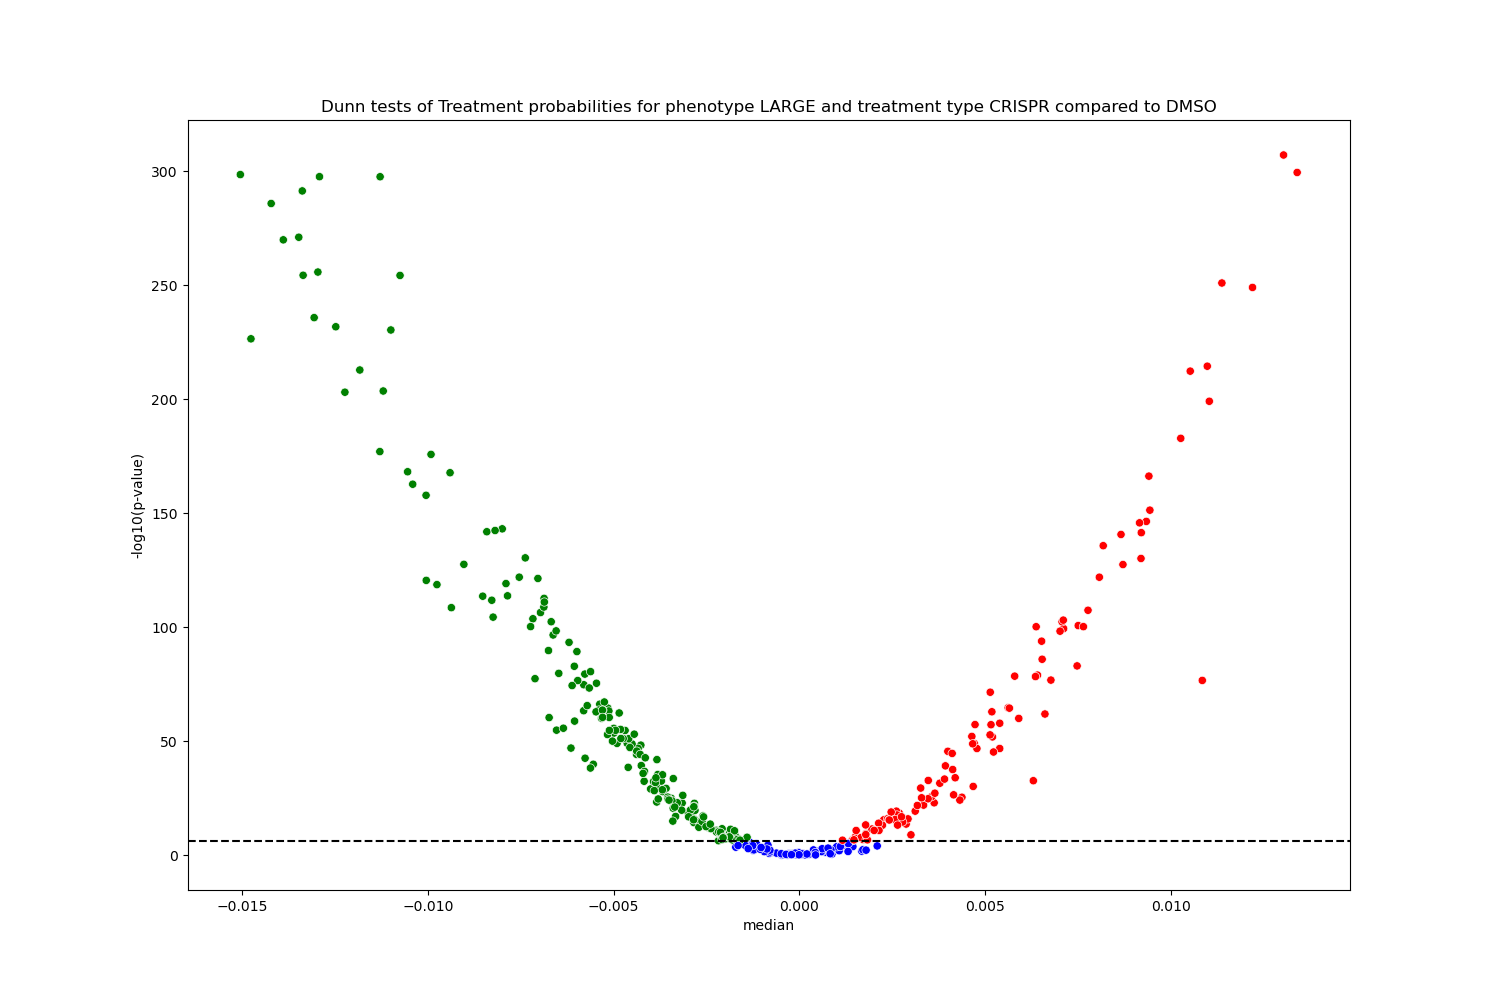 Dunn tests of Treatment probabilities for phenotype LARGE and treatment type CRISPR compared to DMSO
300
250
200
150
100
50
0
-log10(p-value)
−0.015 −0.010 −0.005 0.000 0.005 0.010
median